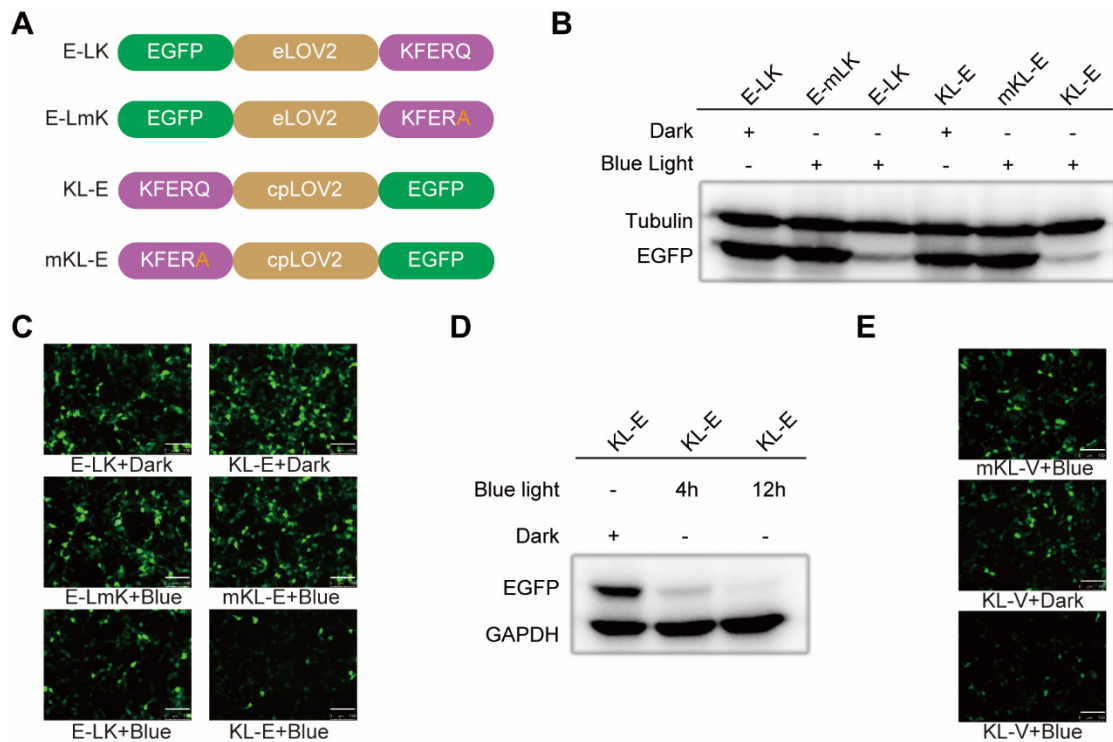 A
E-LK EGFP eLOV2 KFERQ
E-LmK EGFP eLOV2 KFERA
KL-E KFERQ cpLOV2 EGFP
mKL-E KFERA cpLOV2 EGFP
B
E-LK E-mLK E-LK KL-E mKL-E KL-E
Dark + - - + - -
Blue Light - + + - + +
Tubulin
EGFP
C
E-LK+Dark KL-E+Dark
E-LmK+Blue mKL-E+Blue
E-LK+Blue KL-E+Blue
D
KL-E KL-E KL-E
Blue light - 4h 12h
Dark + - -
EGFP
GAPDH
E
mKL-V+Blue
KL-V+Dark
KL-V+Blue